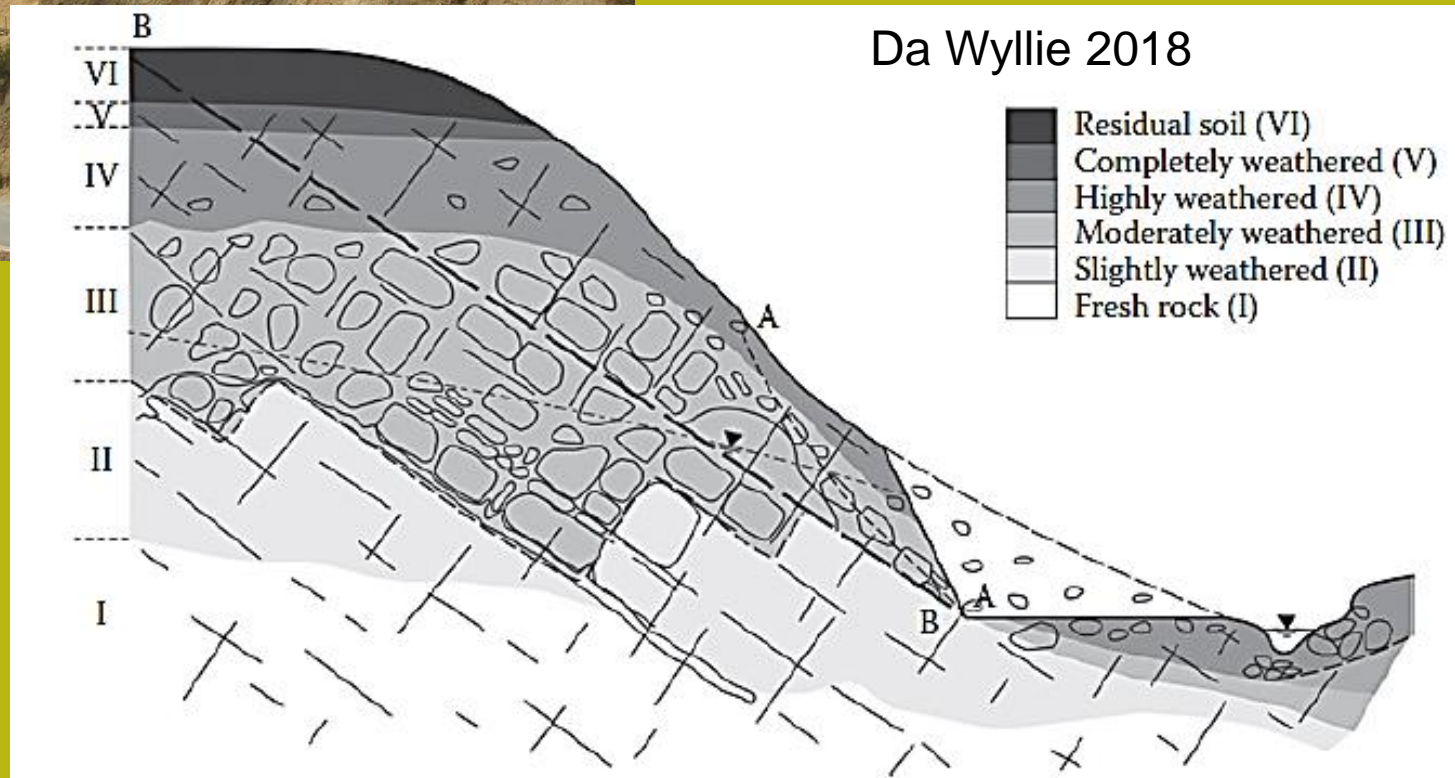 B
Da Wyllie 2018
VI
V
IV
III
II
I
A
B
A
Residual soil (VI)
Completely weathered (V)
Highly weathered (IV)
Moderately weathered (III)
Slightly weathered (II)
Fresh rock (I)